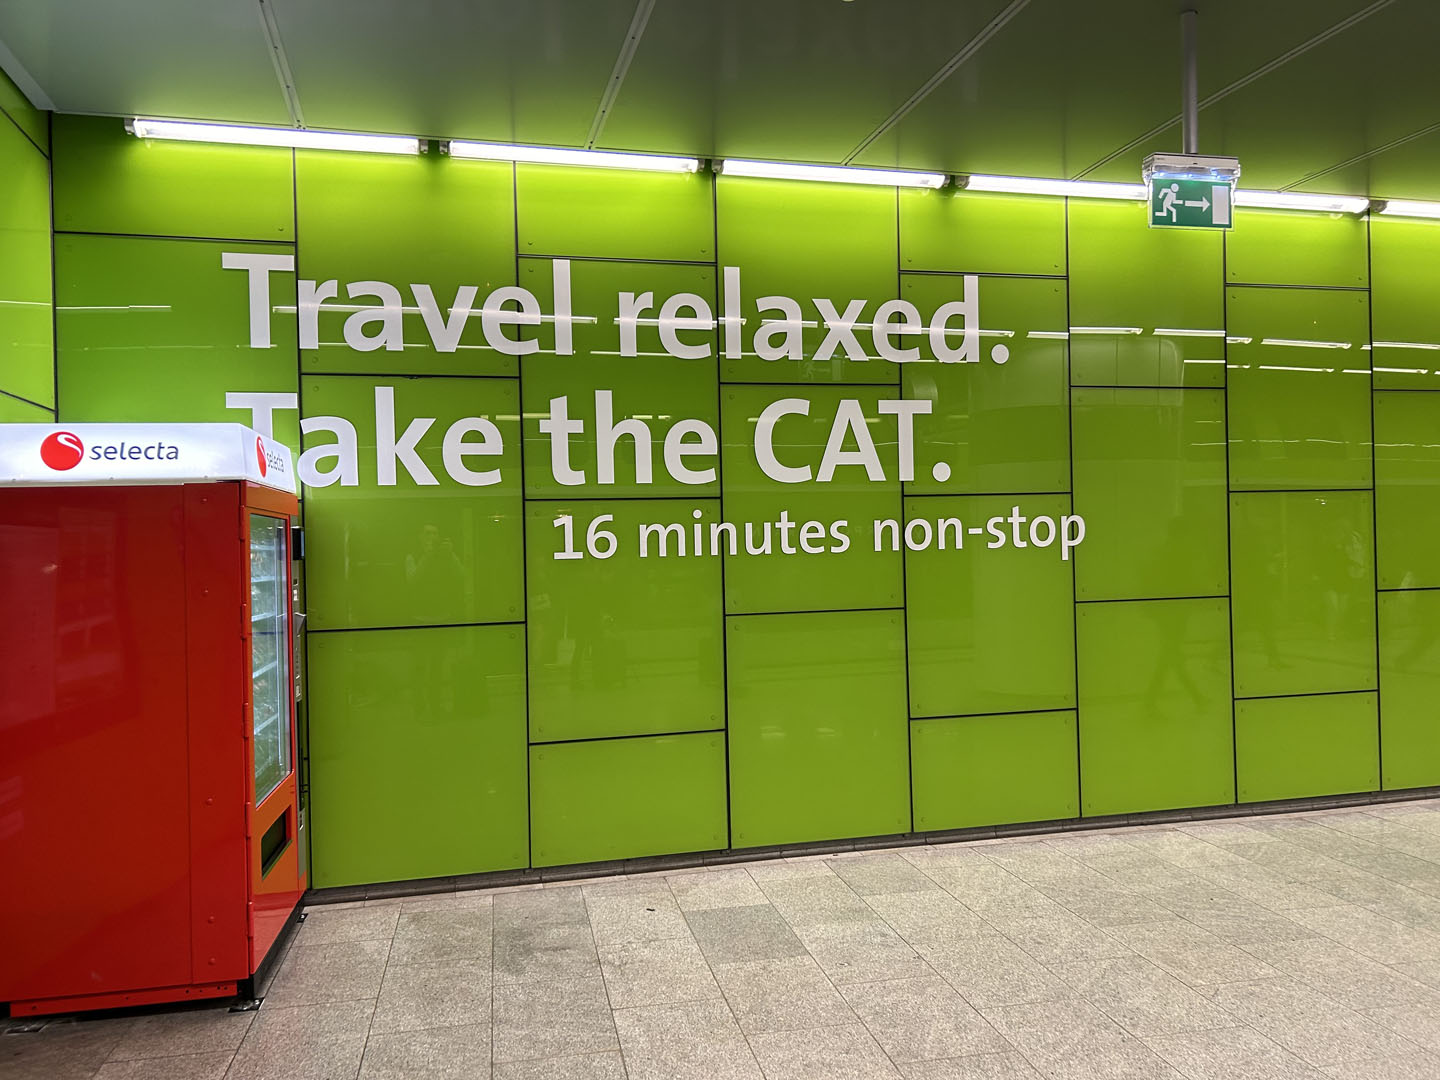 Travel relaxed.
Take the CAT.
16 minutes non-stop
selecta
selecta